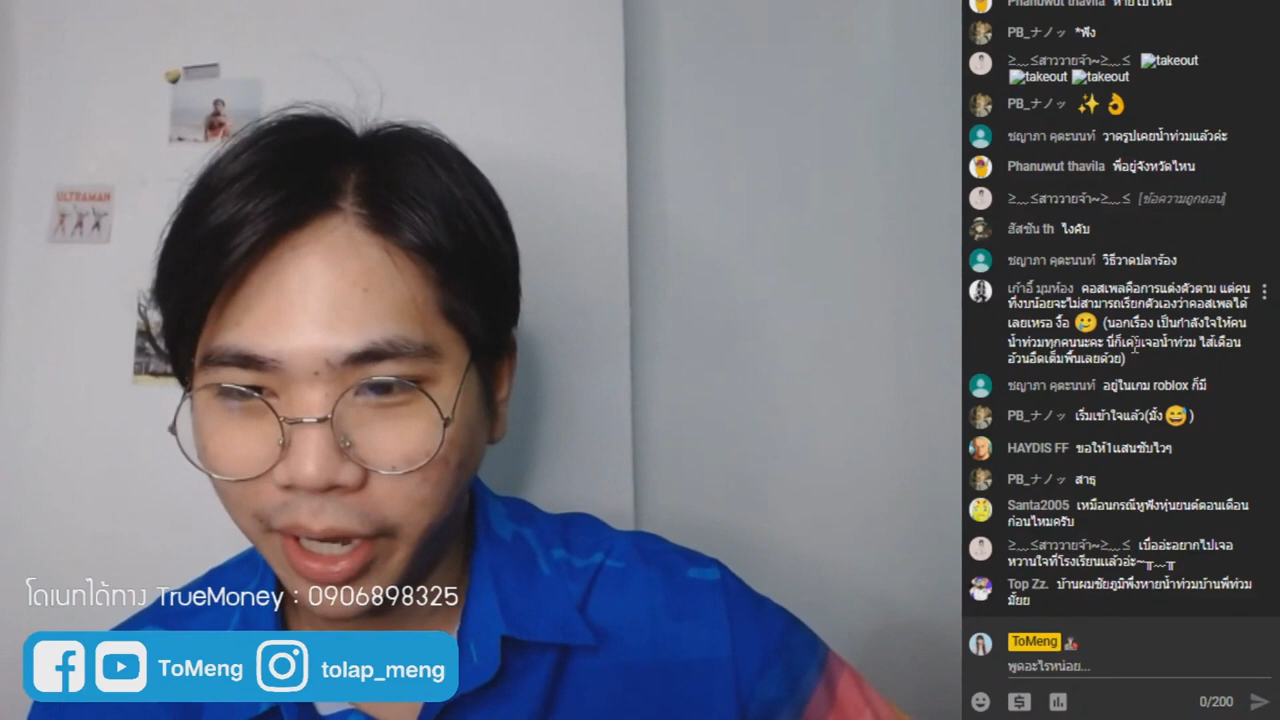 ULTRAMAN
โดเนทได้ทาง TrueMoney : 0906898325
ToMeng
tolap_meng
Phanuwut thavila หายไปไหน
PB_ナノッ *ฟัง
≥﹏≤สาววายจ้า~≥﹏≤ takeout
takeout takeout
PB_ナノッ ✨👌
ชญาภา คุตะนนท์ วาดรูปเคยน้ำท่วมแล้วค่ะ
Phanuwut thavila พี่อยู่จังหวัดไหน
≥﹏≤สาววายจ้า~≥﹏≤ [ข้อความถูกถอน]
ฮัสซัน th ไงคับ
ชญาภา คุตะนนท์ วิธีวาดปลาร้อง
เก้าอี้ มุมห้อง คอสเพลคือการแต่งตัวตาม แต่คน
ที่งบน้อยจะไม่สามารถเรียกตัวเองว่าคอสเพลได้
เลยเหรอ งื้อ 🥲 (นอกเรื่อง เป็นกำลังใจให้คน
น้ำท่วมทุกคนนะคะ นี่ก็เคยเจอน้ำท่วม ไส้เดือน
อ้วนอืดเต็มพื้นเลยด้วย)
ชญาภา คุตะนนท์ อยู่ในเกม roblox ก็มี
PB_ナノッ เริ่มเข้าใจแล้ว(มั้ง😅)
HAYDIS FF ขอให้1แสนซับไวๆ
PB_ナノッ สาธุ
Santa2005 เหมือนกรณีหูฟังหุ่นยนต์ตอนเดือน
ก่อนไหมครับ
≥﹏≤สาววายจ้า~≥﹏≤ เบื่ออ่ะอยากไปเจอ
หวานใจที่โรงเรียนแล้วอ่ะ~╥﹏╥
Top Zz. บ้านผมชัยภูมิพึ่งหายน้ำท่วมบ้านพี่ท่วม
มั้ยย
ToMeng
พูดอะไรหน่อย...
0/200